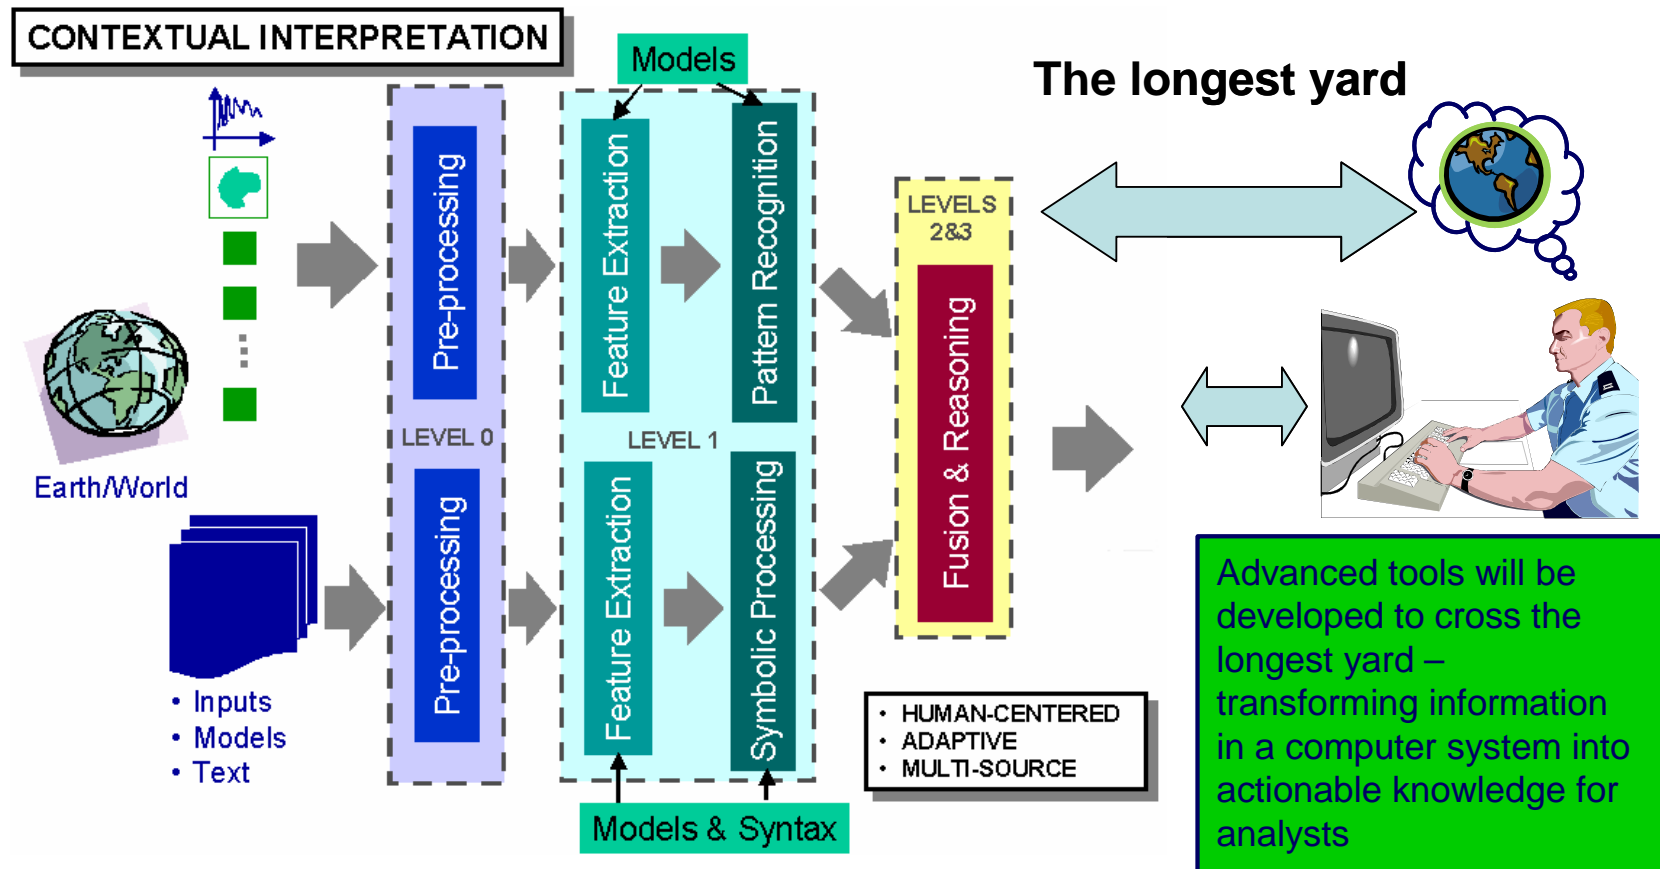 CONTEXTUAL INTERPRETATION
Models
The longest yard
Pre-processing
Feature Extraction
Pattern Recognition
LEVELS
2&3
Fusion & Reasoning
LEVEL 0
LEVEL 1
Earth/World
Pre-processing
Feature Extraction
Symbolic Processing
• Inputs
• Models
• Text
• HUMAN-CENTERED
• ADAPTIVE
• MULTI-SOURCE
Models & Syntax
Advanced tools will be
developed to cross the
longest yard –
transforming information
in a computer system into
actionable knowledge for
analysts